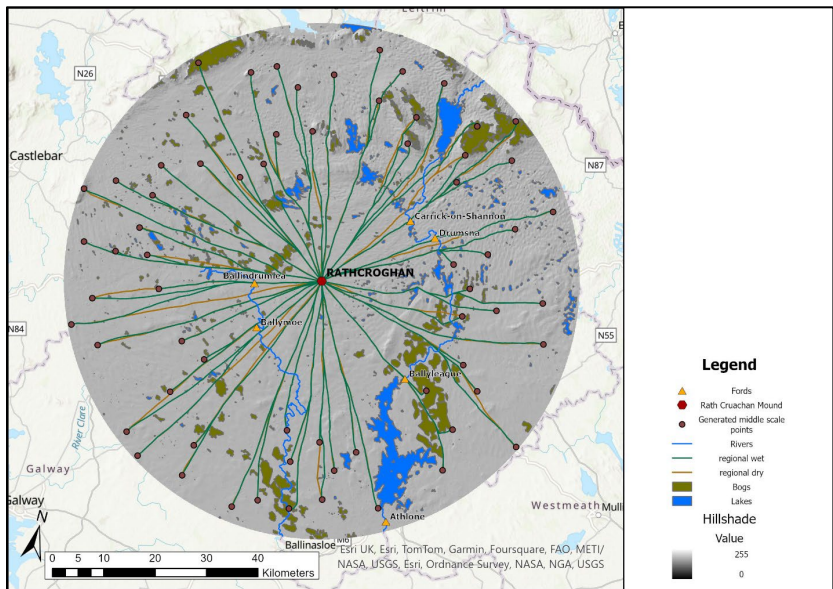 Leitrim
N26
Castlebar
N87
Carrick-on-Shannon
Drumsna
RATHCROGHAN
Ballindrumlea
N84
Ballymoe
N55
Ballyleague
River Clare
Galway
Galway
Westmeath
Mulli
Athlone
N
Ballinasloe
M6
0 5 10 20 30 40
Kilometers
Esri UK, Esri, TomTom, Garmin, Foursquare, FAO, METI/
NASA, USGS, Esri, Ordnance Survey, NASA, NGA, USGS
Legend
Fords
Rath Cruachan Mound
Generated middle scale
points
Rivers
regional wet
regional dry
Bogs
Lakes
Hillshade
Value
255
0